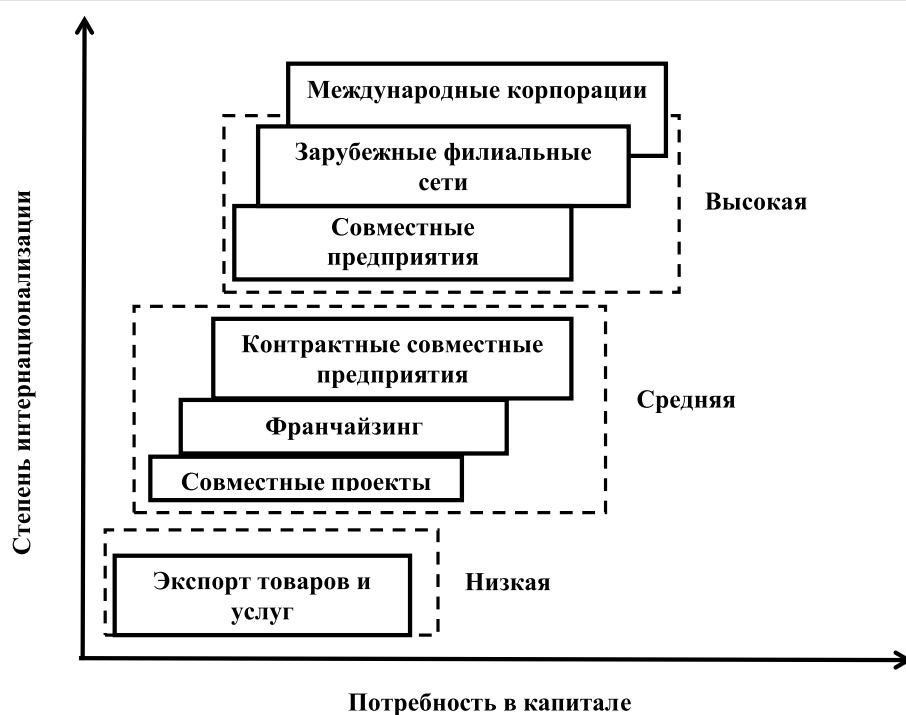 Международные корпорации
Зарубежные филиальные
сети
Высокая
Совместные
предприятия
Контрактные совместные
предприятия
Средняя
Франчайзинг
Совместные проекты
Экспорт товаров и
услуг
Низкая
Степень интернационализации
Потребность в капитале